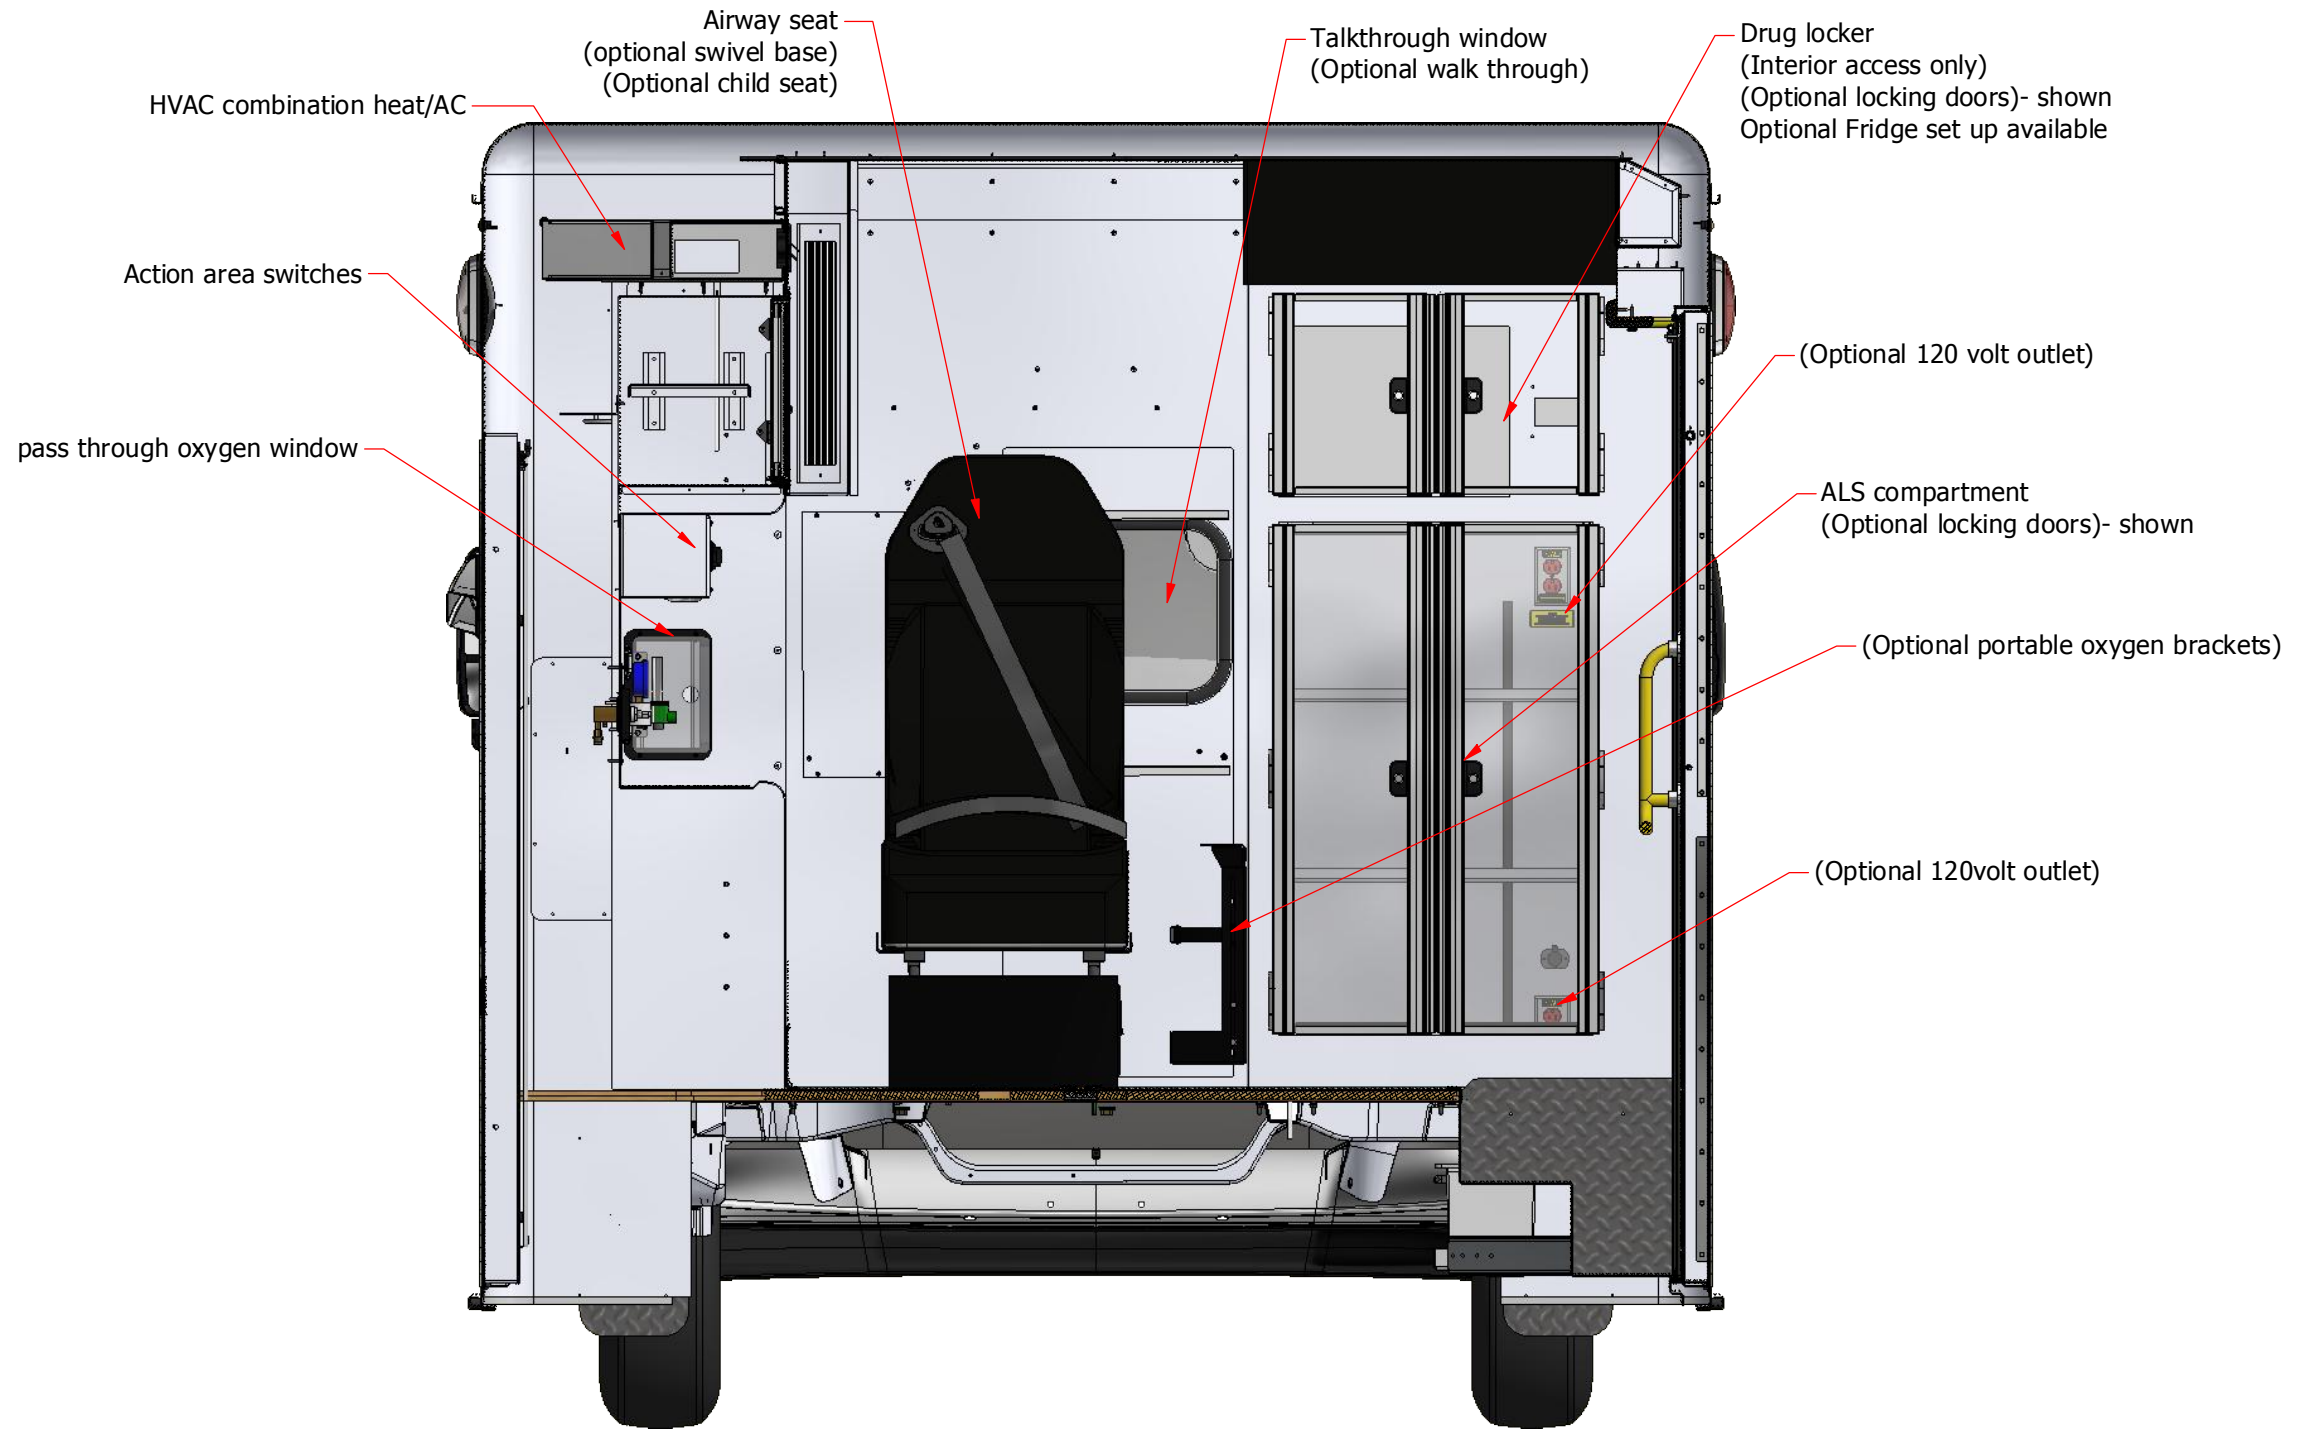 Airway seat
(optional swivel base)
(Optional child seat)
Talkthrough window
(Optional walk through)
Drug locker
(Interior access only)
(Optional locking doors)- shown
Optional Fridge set up available
HVAC combination heat/AC
Action area switches
(Optional 120 volt outlet)
pass through oxygen window
ALS compartment
(Optional locking doors)- shown
(Optional portable oxygen brackets)
(Optional 120volt outlet)